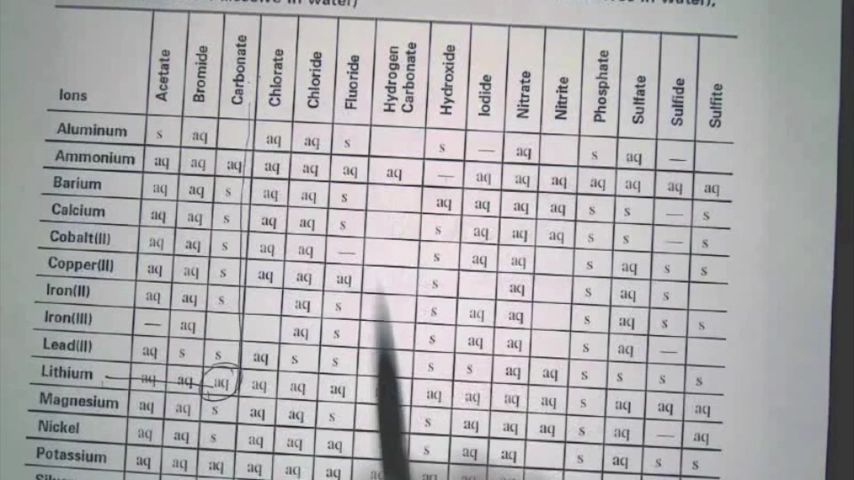 in water)
in water),
Ions Acetate Bromide Carbonate Chlorate Chloride Fluoride Hydrogen Carbonate Hydroxide Iodide Nitrate Nitrite Phosphate Sulfate Sulfide Sulfite
Aluminum s aq aq aq s s — aq s aq —
Ammonium aq aq aq aq aq aq aq — aq aq aq aq aq aq aq
Barium aq aq s aq aq s aq aq aq aq s s — s
Calcium aq aq s aq aq s s aq aq aq s s — s
Cobalt(II) aq aq s aq aq — s aq aq s aq s s
Copper(II) aq aq s aq aq aq s aq s aq s
Iron(II) aq aq s aq s s aq aq s aq s s
Iron(III) — aq aq s s aq aq s aq —
Lead(II) aq s s aq s s s s aq aq s s s s
Lithium aq aq aq aq aq aq aq aq aq aq s aq aq aq
Magnesium aq aq s aq aq s s aq aq aq s aq — aq
Nickel aq aq s aq aq aq s aq aq s aq s s
Potassium aq aq aq aq aq